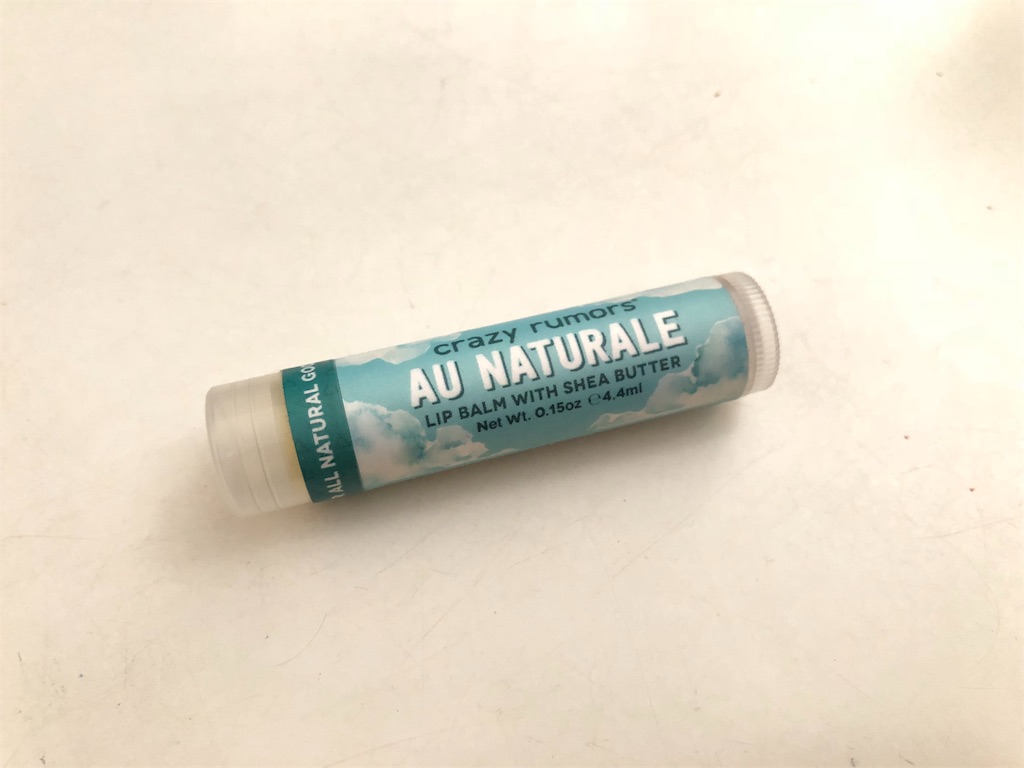 crazy rumors®
AU NATURALE
LIP BALM WITH SHEA BUTTER
Net Wt. 0.15oz ℮4.4ml
ALL NATURAL